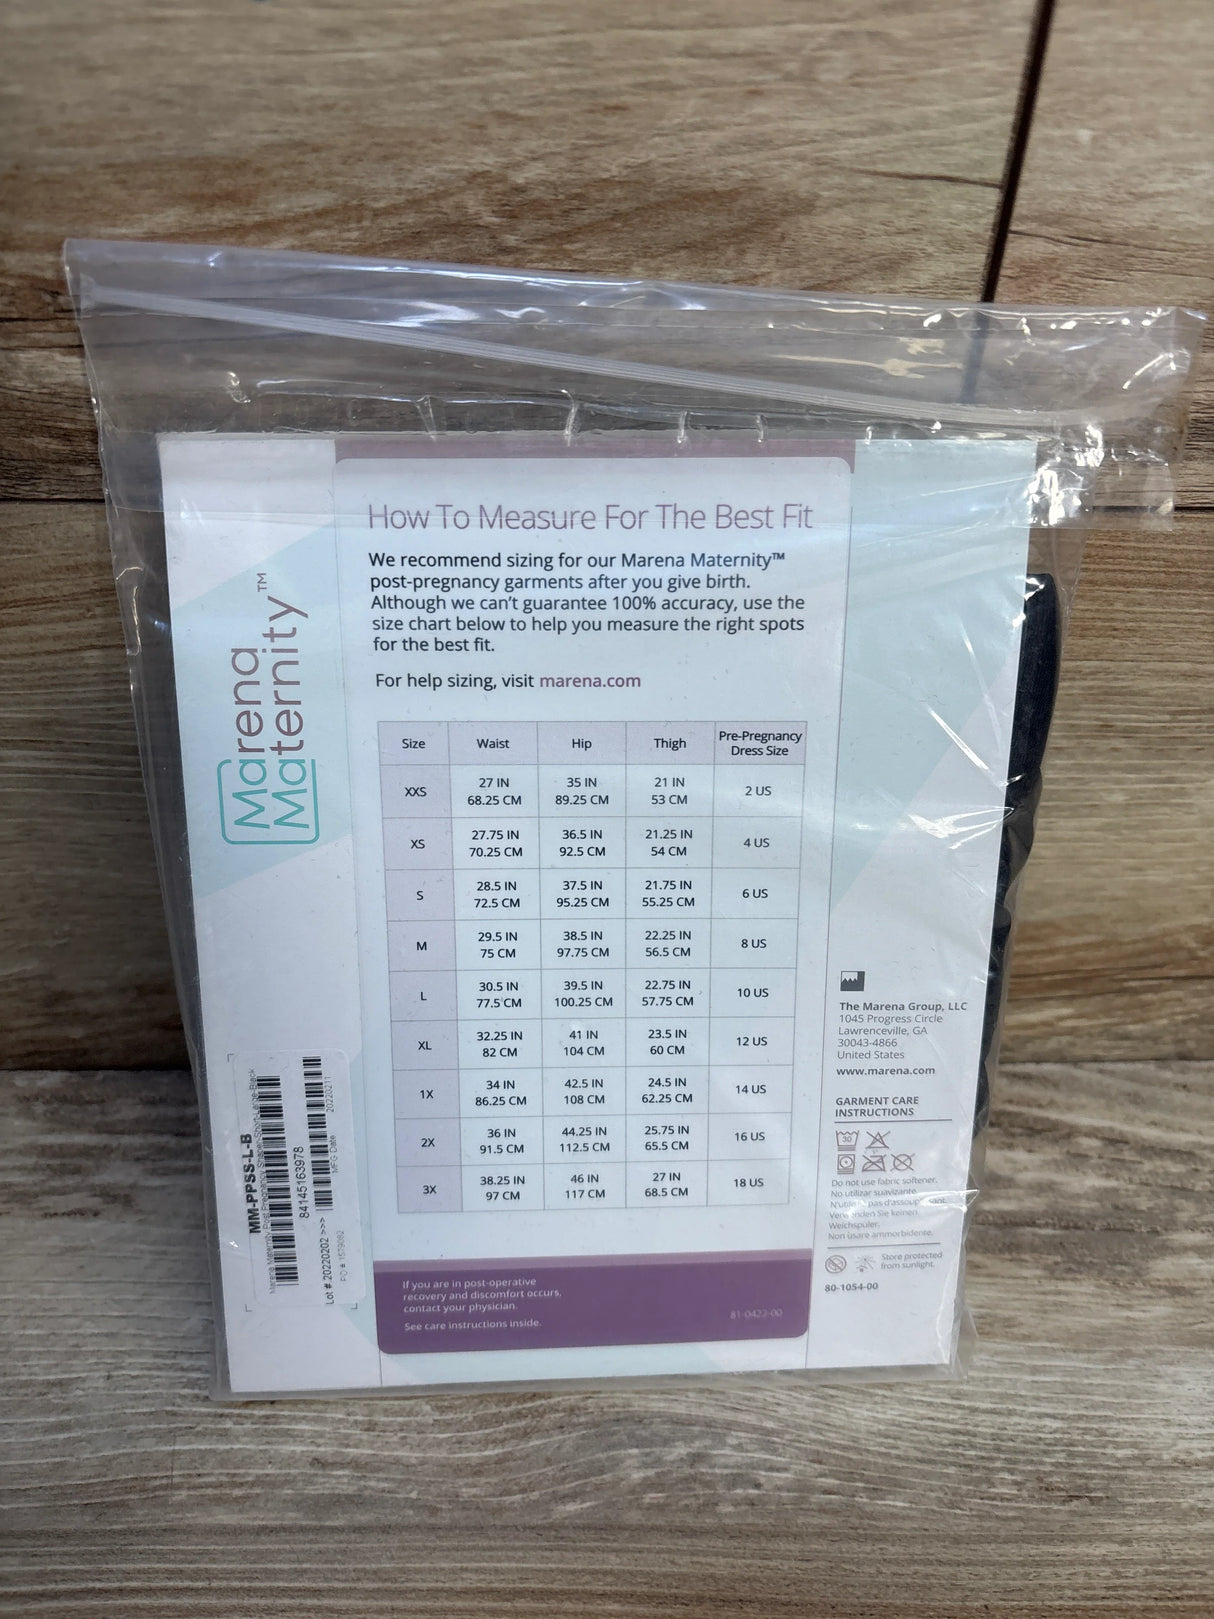 How To Measure For The Best Fit
We recommend sizing for our Marena Maternity™
post-pregnancy garments after you give birth.
Although we can't guarantee 100% accuracy, use the
size chart below to help you measure the right spots
for the best fit.
For help sizing, visit marena.com
Size Waist Hip Thigh Pre-Pregnancy
Dress Size
XXS 27 IN 35 IN 21 IN 2 US
68.25 CM 89.25 CM 53 CM
XS 27.75 IN 36.5 IN 21.25 IN 4 US
70.25 CM 92.5 CM 54 CM
S 28.5 IN 37.5 IN 21.75 IN 6 US
72.5 CM 95.25 CM 55.25 CM
M 29.5 IN 38.5 IN 22.25 IN 8 US
75 CM 97.75 CM 56.5 CM
L 30.5 IN 39.5 IN 22.75 IN 10 US
77.5 CM 100.25 CM 57.75 CM
XL 32.25 IN 41 IN 23.5 IN 12 US
82 CM 104 CM 60 CM
1X 34 IN 42.5 IN 24.5 IN 14 US
86.25 CM 108 CM 62.25 CM
2X 36 IN 44.25 IN 25.75 IN 16 US
91.5 CM 112.5 CM 65.5 CM
3X 38.25 IN 46 IN 27 IN 18 US
97 CM 117 CM 68.5 CM
If you are in post-operative
recovery and discomfort occurs,
contact your physician.
See care instructions inside.
81-0422-00
Marena
Maternity™
MM-PPSS-L-B
Marena Maternity Post Pregnancy Short-Large-Black
84145163978
Lot # 20220202 >>>
20220211
MFG Date
PO #
The Marena Group, LLC
1045 Progress Circle
Lawrenceville, GA
30043-4866
United States
www.marena.com
GARMENT CARE
INSTRUCTIONS
30
Do not use fabric softener.
No utilizar suavizante.
pas
keinen
Weichspüler.
Non usare ammorbidente.
Store protected
from sunlight.
80-1054-00